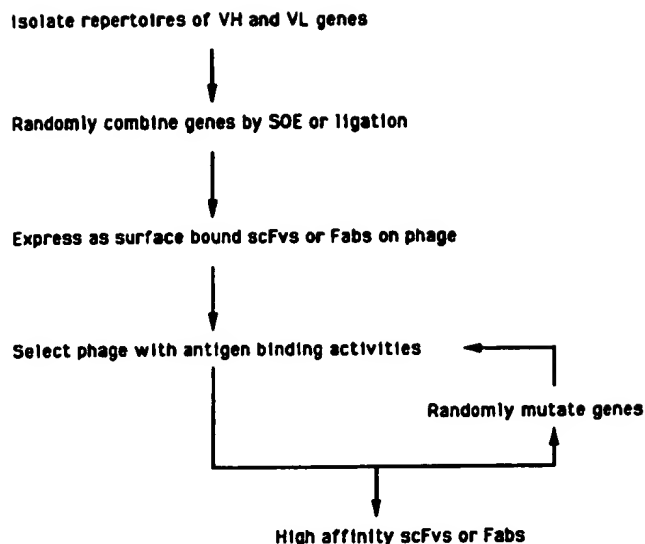 Isolate repertoires of VH and VL genes
Randomly combine genes by SOE or ligation
Express as surface bound scFvs or Fabs on phage
Select phage with antigen binding activities
Randomly mutate genes
High affinity scFvs or Fabs